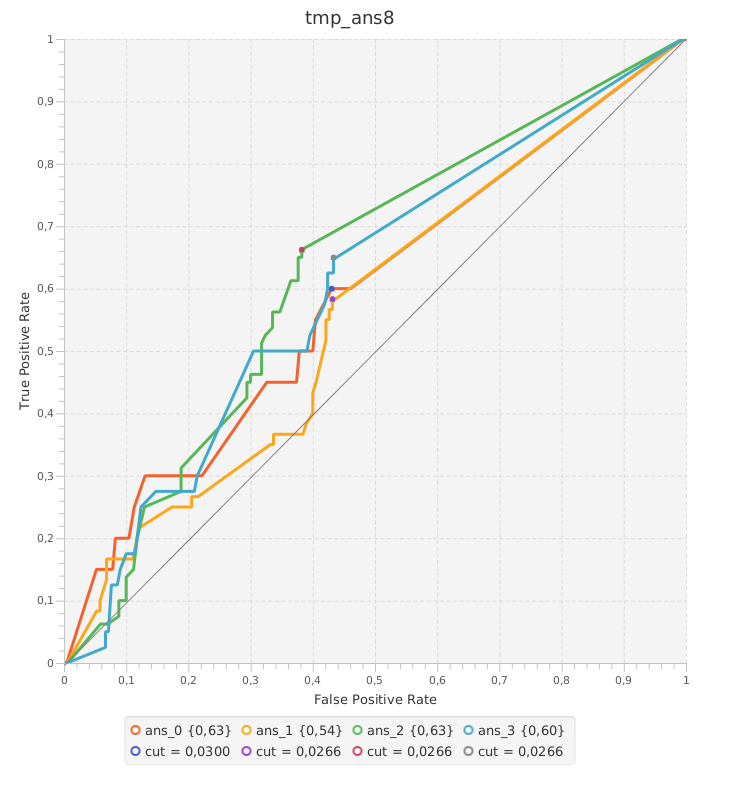 tmp_ans8
1
0,9
0,8
0,7
0,6
0,5
0,4
0,3
0,2
0,1
0
True Positive Rate
0 0,1 0,2 0,3 0,4 0,5 0,6 0,7 0,8 0,9 1
False Positive Rate
ans_0 {0,63} ans_1 {0,54} ans_2 {0,63} ans_3 {0,60}
cut = 0,0300 cut = 0,0266 cut = 0,0266 cut = 0,0266